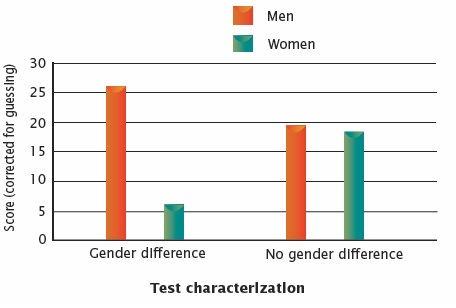 Men
Women
Score (corrected for guessing)
30
25
20
15
10
5
0
Gender difference
No gender difference
Test characterization